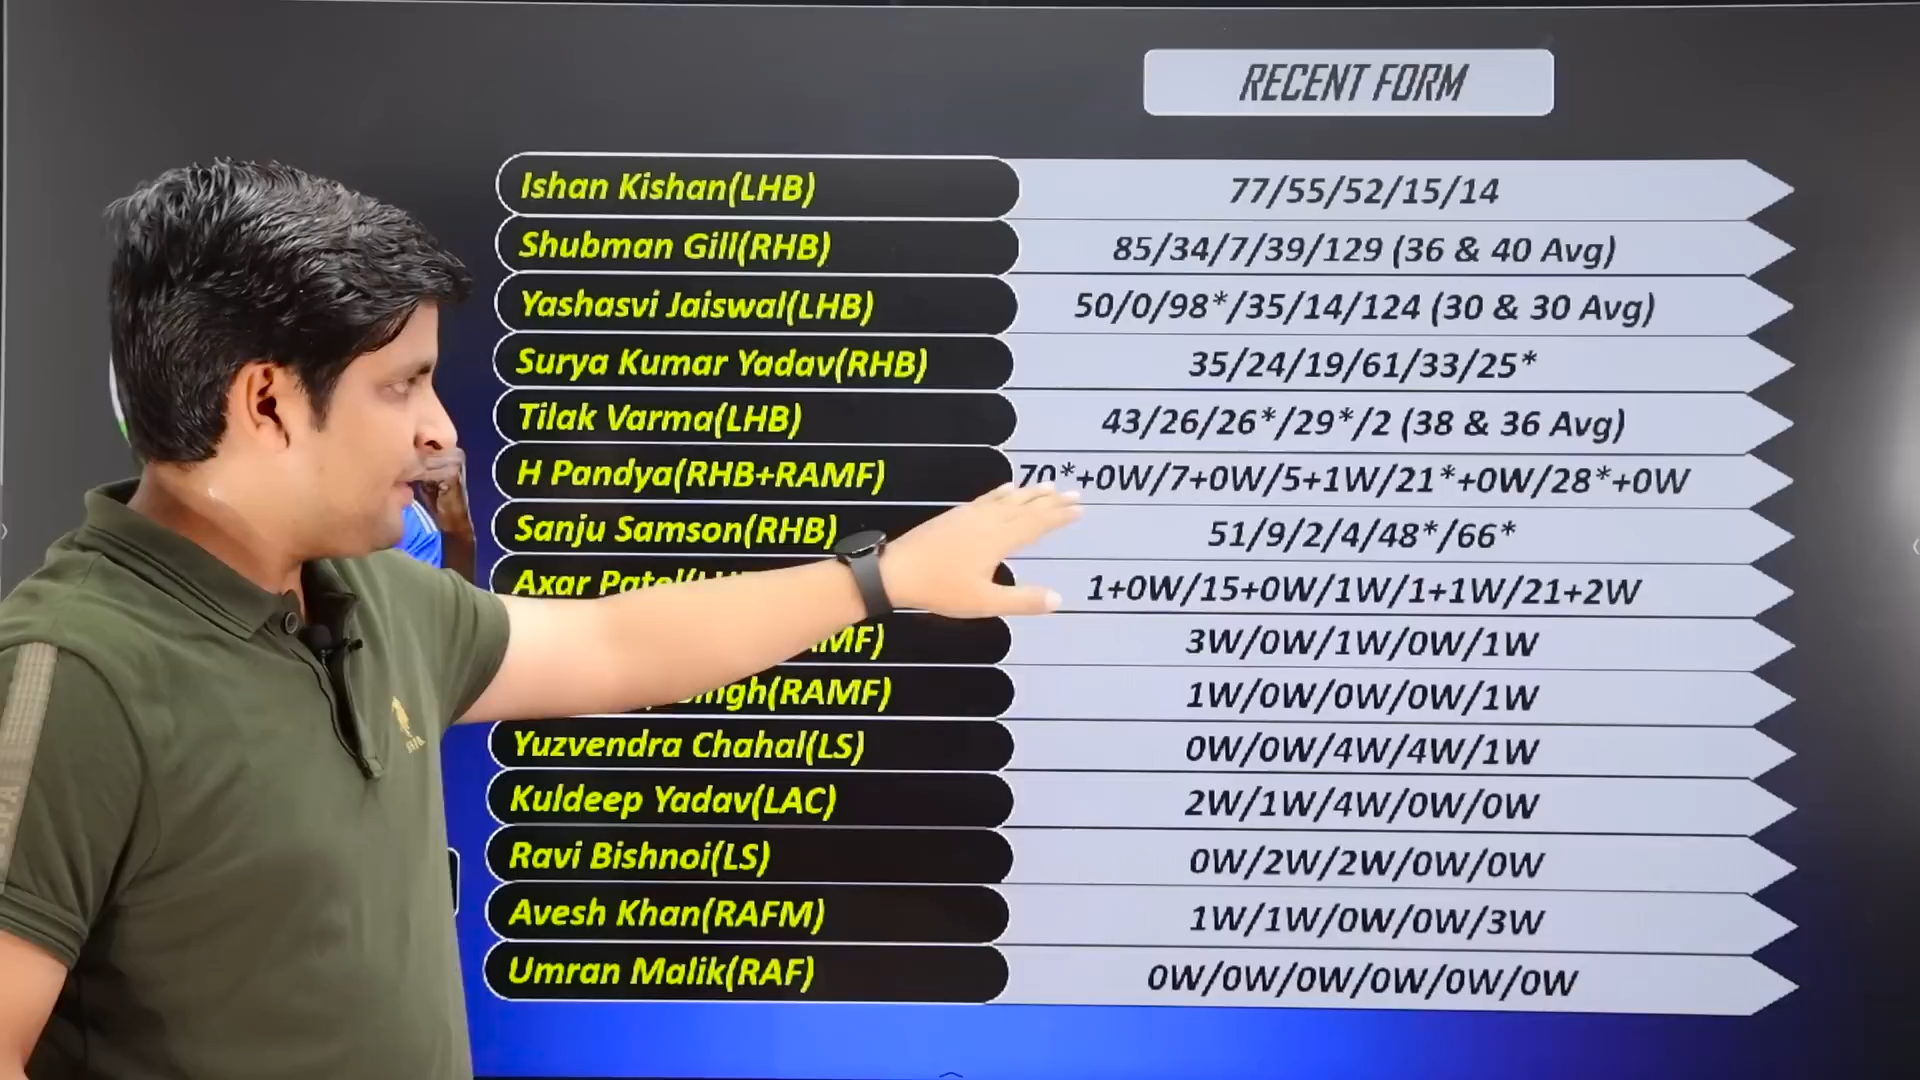 RECENT FORM
Ishan Kishan(LHB) 77/55/52/15/14
Shubman Gill(RHB) 85/34/7/39/129 (36 & 40 Avg)
Yashasvi Jaiswal(LHB) 50/0/98*/35/14/124 (30 & 30 Avg)
Surya Kumar Yadav(RHB) 35/24/19/61/33/25*
Tilak Varma(LHB) 43/26/26*/29*/2 (38 & 36 Avg)
H Pandya(RHB+RAMF) 70*+0W/7+0W/5+1W/21*+0W/28*+0W
Sanju Samson(RHB) 51/9/2/4/48*/66*
Axar 1+0W/15+0W/1W/1+1W/21+2W
3W/0W/1W/0W/1W
(RAMF) 1W/0W/0W/0W/1W
Yuzvendra Chahal(LS) 0W/0W/4W/4W/1W
Kuldeep Yadav(LAC) 2W/1W/4W/0W/0W
Ravi Bishnoi(LS) 0W/2W/2W/0W/0W
Avesh Khan(RAFM) 1W/1W/0W/0W/3W
Umran Malik(RAF) 0W/0W/0W/0W/0W/0W